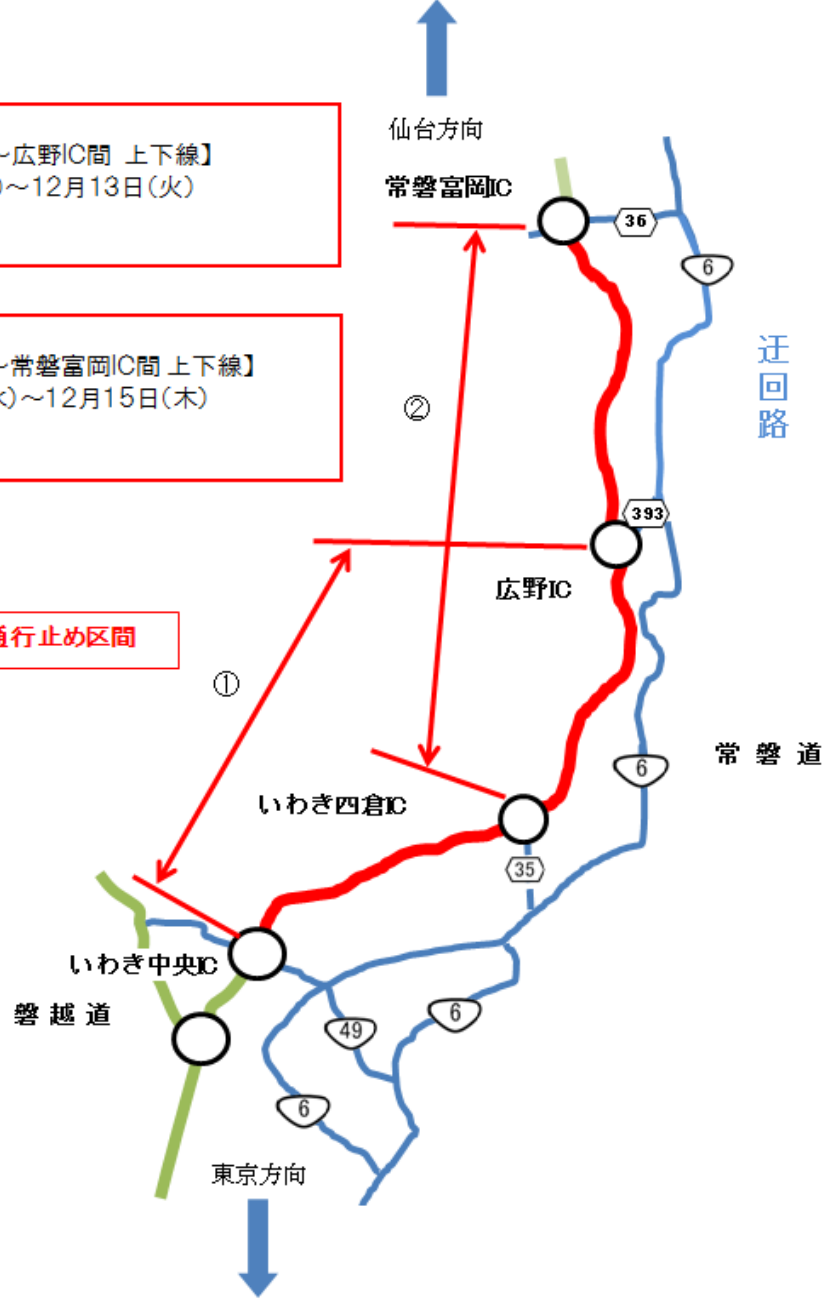 仙台方向
～広野IC間 上下線】
)～12月13日(火)
常磐富岡IC
36
6
～常磐富岡IC間 上下線】
水)～12月15日(木)
迂回路
②
393
広野IC
通行止め区間
①
6
常磐道
いわき四倉IC
35
いわき中央IC
磐越道
49
6
6
東京方向